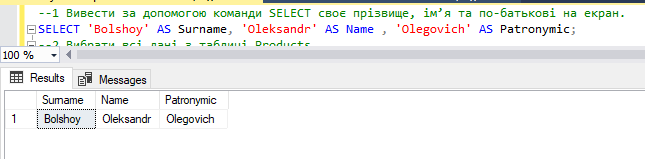 --1 Вивести за допомогою команди SELECT своє прізвище, ім’я та по-батькові на екран.
SELECT 'Bolshoy' AS Surname, 'Oleksandr' AS Name , 'Olegovich' AS Patronymic;
--2 Вибрати всі дані з таблиці Products
100 %
Results Messages
Surname Name Patronymic
1 Bolshoy Oleksandr Olegovich